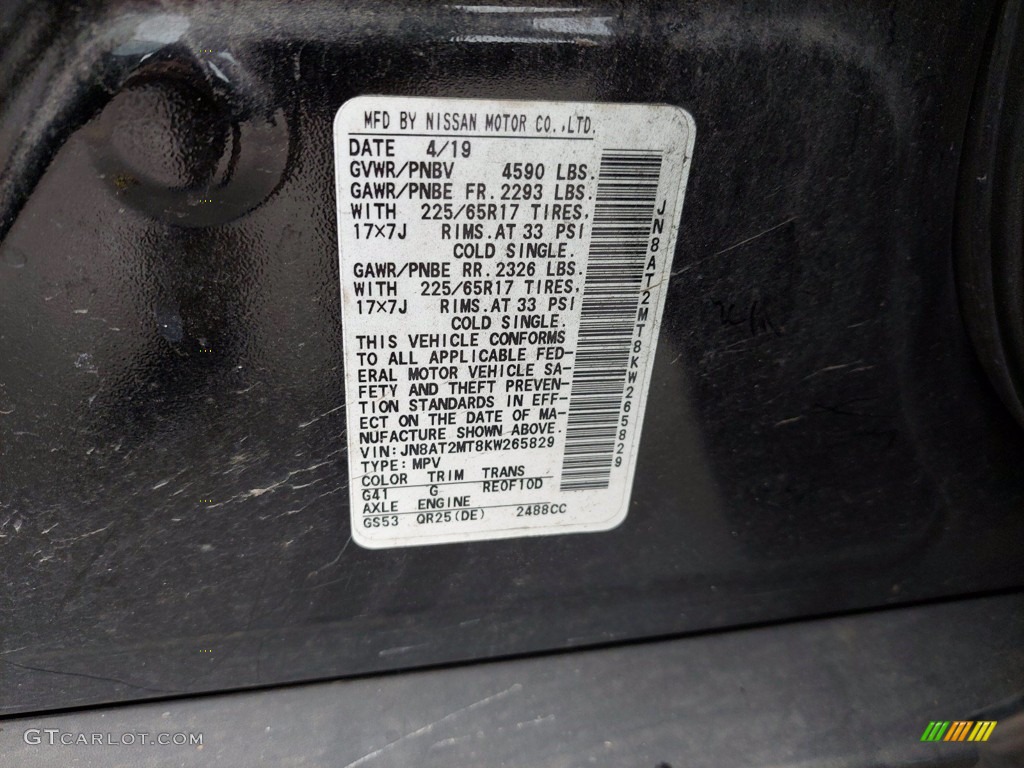 MFD BY NISSAN MOTOR CO.,LTD.
DATE 4/19
GVWR/PNBV 4590 LBS.
GAWR/PNBE FR. 2293 LBS.
WITH 225/65R17 TIRES,
17×7J RIMS.AT 33 PSI
COLD SINGLE.
GAWR/PNBE RR. 2326 LBS.
WITH 225/65R17 TIRES,
17×7J RIMS.AT 33 PSI
COLD SINGLE.
THIS VEHICLE CONFORMS
TO ALL APPLICABLE FED-
ERAL MOTOR VEHICLE SA-
FETY AND THEFT PREVEN-
TION STANDARDS IN EFF-
ECT ON THE DATE OF MA-
NUFACTURE SHOWN ABOVE.
VIN:JN8AT2MT8KW265829
TYPE:MPV
COLOR TRIM TRANS
G41 G RE0F10D
AXLE ENGINE
GS53 QR25(DE) 2488CC
JN8AT2MT8KW265829
GTCARLOT.COM